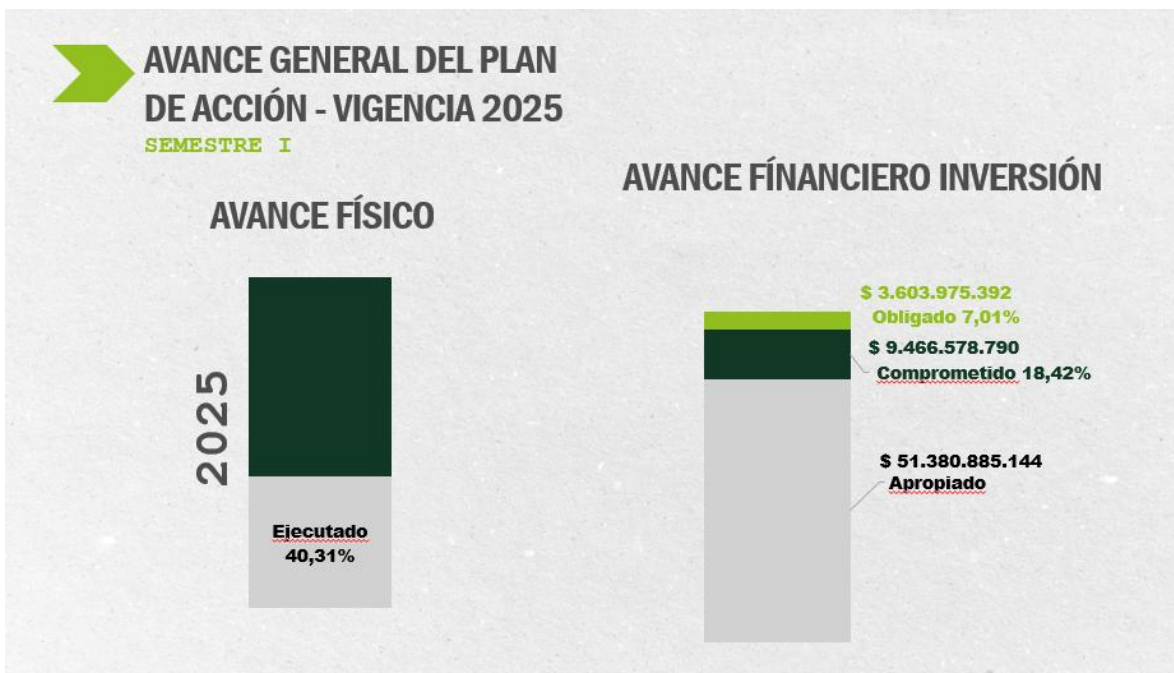 AVANCE GENERAL DEL PLAN
DE ACCIÓN - VIGENCIA 2025
SEMESTRE I
AVANCE FÍSICO
2025
Ejecutado
40,31%
AVANCE FÍNANCIERO INVERSIÓN
$ 3.603.975.392
Obligado 7,01%
$ 9.466.578.790
Comprometido 18,42%
$ 51.380.885.144
Apropiado